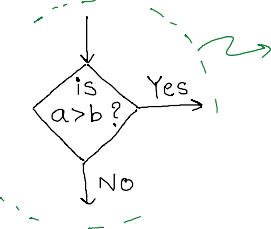 is
a>b ?
Yes
No